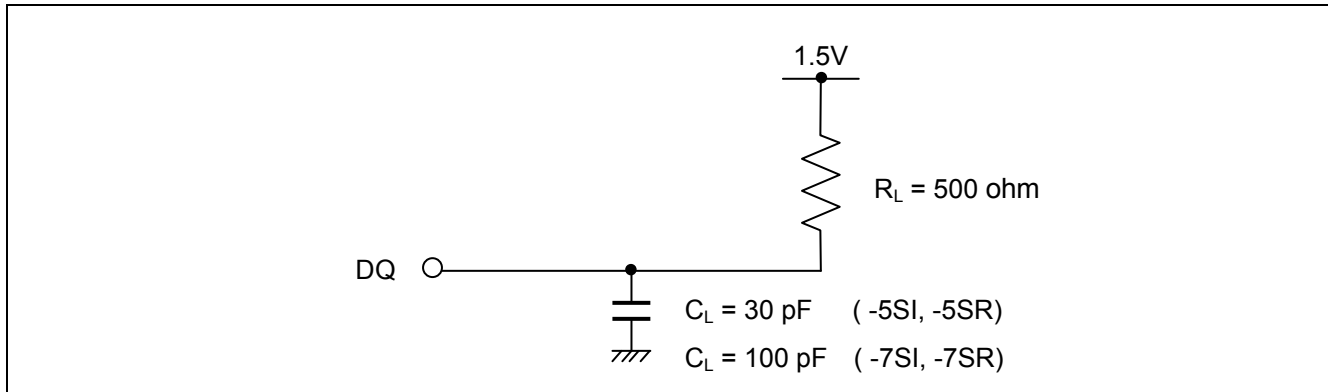 1.5V
R_L = 500 ohm
DQ
C_L = 30 pF ( -5SI, -5SR)
C_L = 100 pF ( -7SI, -7SR)